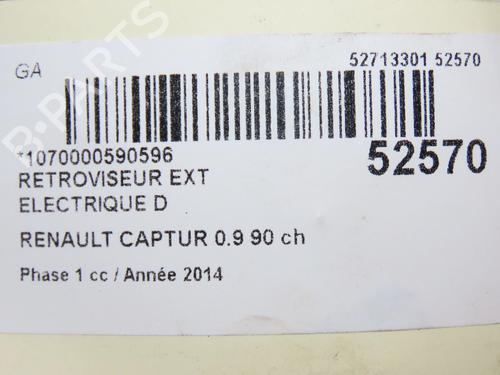 GA
52713301 52570
*1070000590596
52570
RETROVISEUR EXT
ELECTRIQUE D
RENAULT CAPTUR 0.9 90 ch
Phase 1 cc / Année 2014
B-PARTS